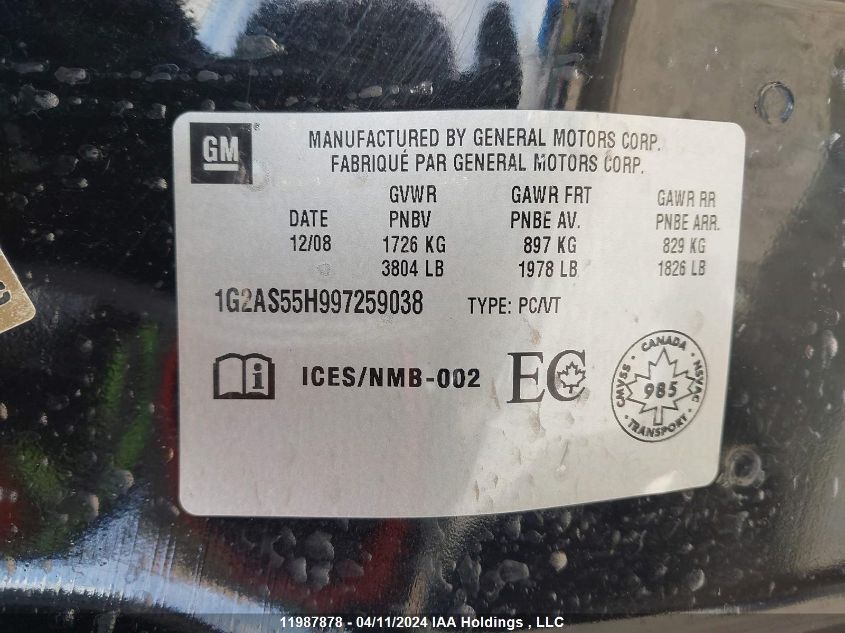 GM
MANUFACTURED BY GENERAL MOTORS CORP.
FABRIQUÉ PAR GENERAL MOTORS CORP.
GVWR GAWR FRT GAWR RR
DATE PNBV PNBE AV. PNBE ARR.
12/08 1726 KG 897 KG 829 KG
3804 LB 1978 LB 1826 LB
1G2AS55H997259038 TYPE: PC/VT
i ICES/NMB-002 EC
CANADA
CMVSS 985 NSVAC
TRANSPORT
11987878 - 04/11/2024 IAA Holdings , LLC